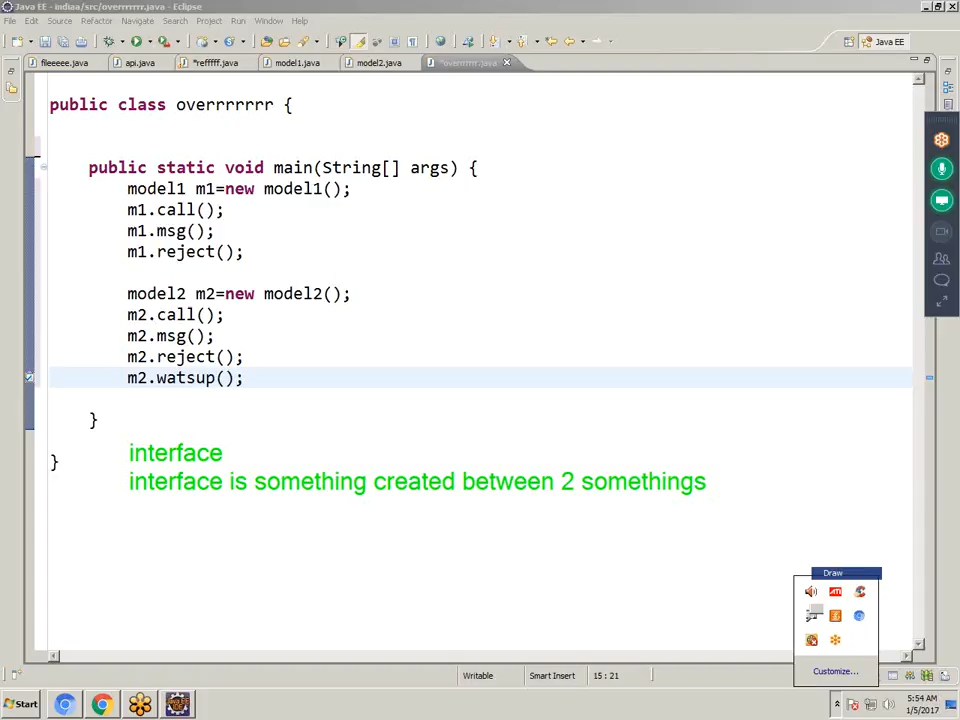 Java EE - indiaa/src/overrrrrrr.java - Eclipse
File Edit Source Refactor Navigate Search Project Run Window Help
Java EE
fileeeee.java api.java *refffff.java model1.java model2.java *overrrrrrr.java
public class overrrrrrr {
public static void main(String[] args) {
model1 m1=new model1();
m1.call();
m1.msg();
m1.reject();
model2 m2=new model2();
m2.call();
m2.msg();
m2.reject();
m2.watsup();
}
}
interface
interface is something created between 2 somethings
Draw
ATI
Customize...
Writable Smart Insert 15 : 21
Start
5:54 AM
1/5/2017